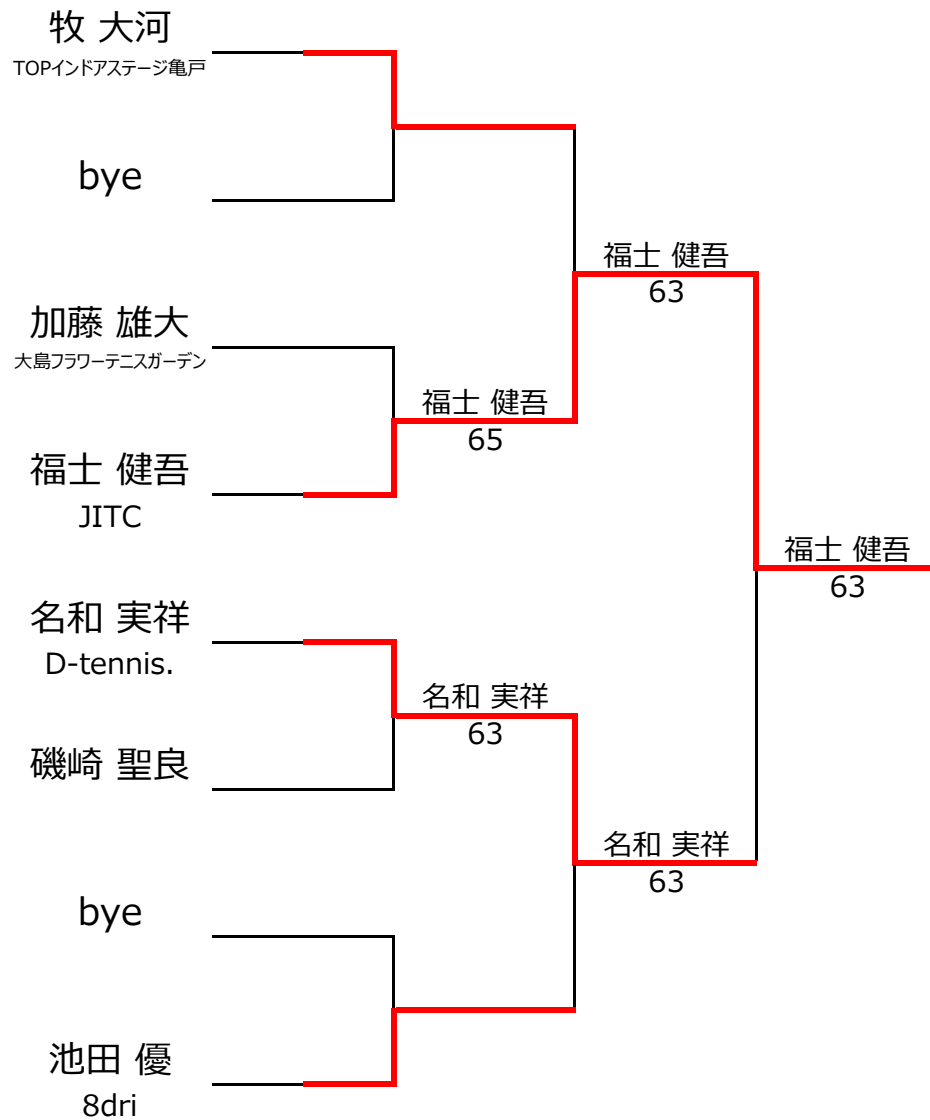 牧 大河
TOPインドアステージ亀戸
bye
加藤 雄大
大島フラワーテニスガーデン
福士 健吾
JITC
名和 実祥
D-tennis.
磯崎 聖良
bye
池田 優
8dri
福士 健吾
65
名和 実祥
63
福士 健吾
63
名和 実祥
63
福士 健吾
63